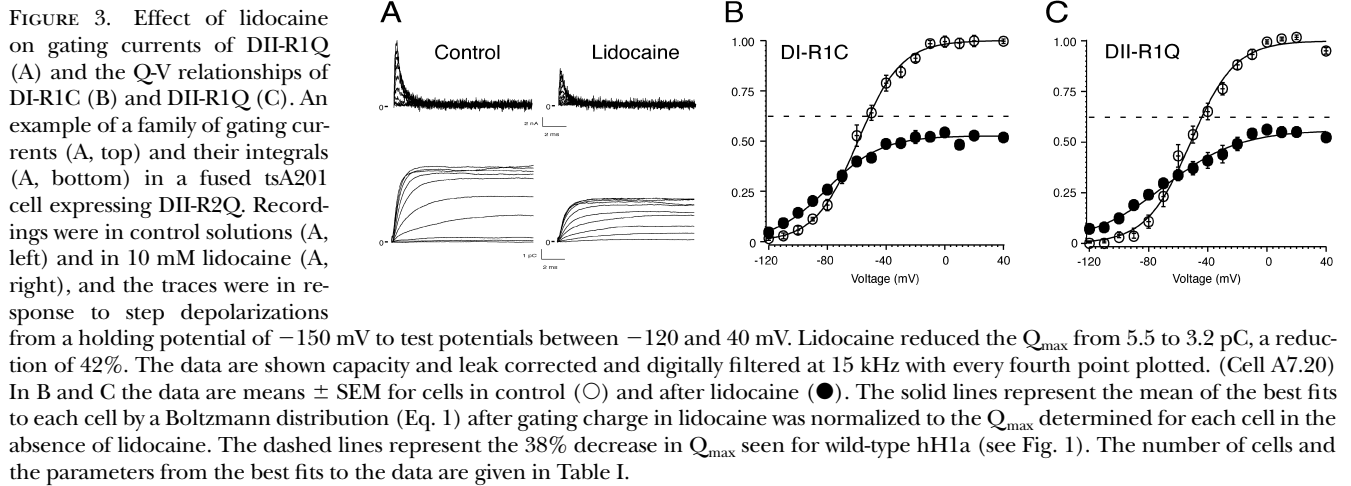 FIGURE 3. Effect of lidocaine
on gating currents of DII-R1Q
(A) and the Q-V relationships of
DI-R1C (B) and DII-R1Q (C). An
example of a family of gating cur-
rents (A, top) and their integrals
(A, bottom) in a fused tsA201
cell expressing DII-R2Q. Record-
ings were in control solutions (A,
left) and in 10 mM lidocaine (A,
right), and the traces were in re-
sponse to step depolarizations
from a holding potential of −150 mV to test potentials between −120 and 40 mV. Lidocaine reduced the Qmax from 5.5 to 3.2 pC, a reduc-
tion of 42%. The data are shown capacity and leak corrected and digitally filtered at 15 kHz with every fourth point plotted. (Cell A7.20)
In B and C the data are means ± SEM for cells in control (○) and after lidocaine (●). The solid lines represent the mean of the best fits
to each cell by a Boltzmann distribution (Eq. 1) after gating charge in lidocaine was normalized to the Qmax determined for each cell in the
absence of lidocaine. The dashed lines represent the 38% decrease in Qmax seen for wild-type hH1a (see Fig. 1). The number of cells and
the parameters from the best fits to the data are given in Table I.
A
Control
Lidocaine
0
0
2 nA
2 ms
0
0
1 pC
2 ms
B
DI-R1C
1.00
0.75
0.50
0.25
0
-120
-80
-40
0
40
Voltage (mV)
C
DII-R1Q
1.00
0.75
0.50
0.25
0
-120
-80
-40
0
40
Voltage (mV)